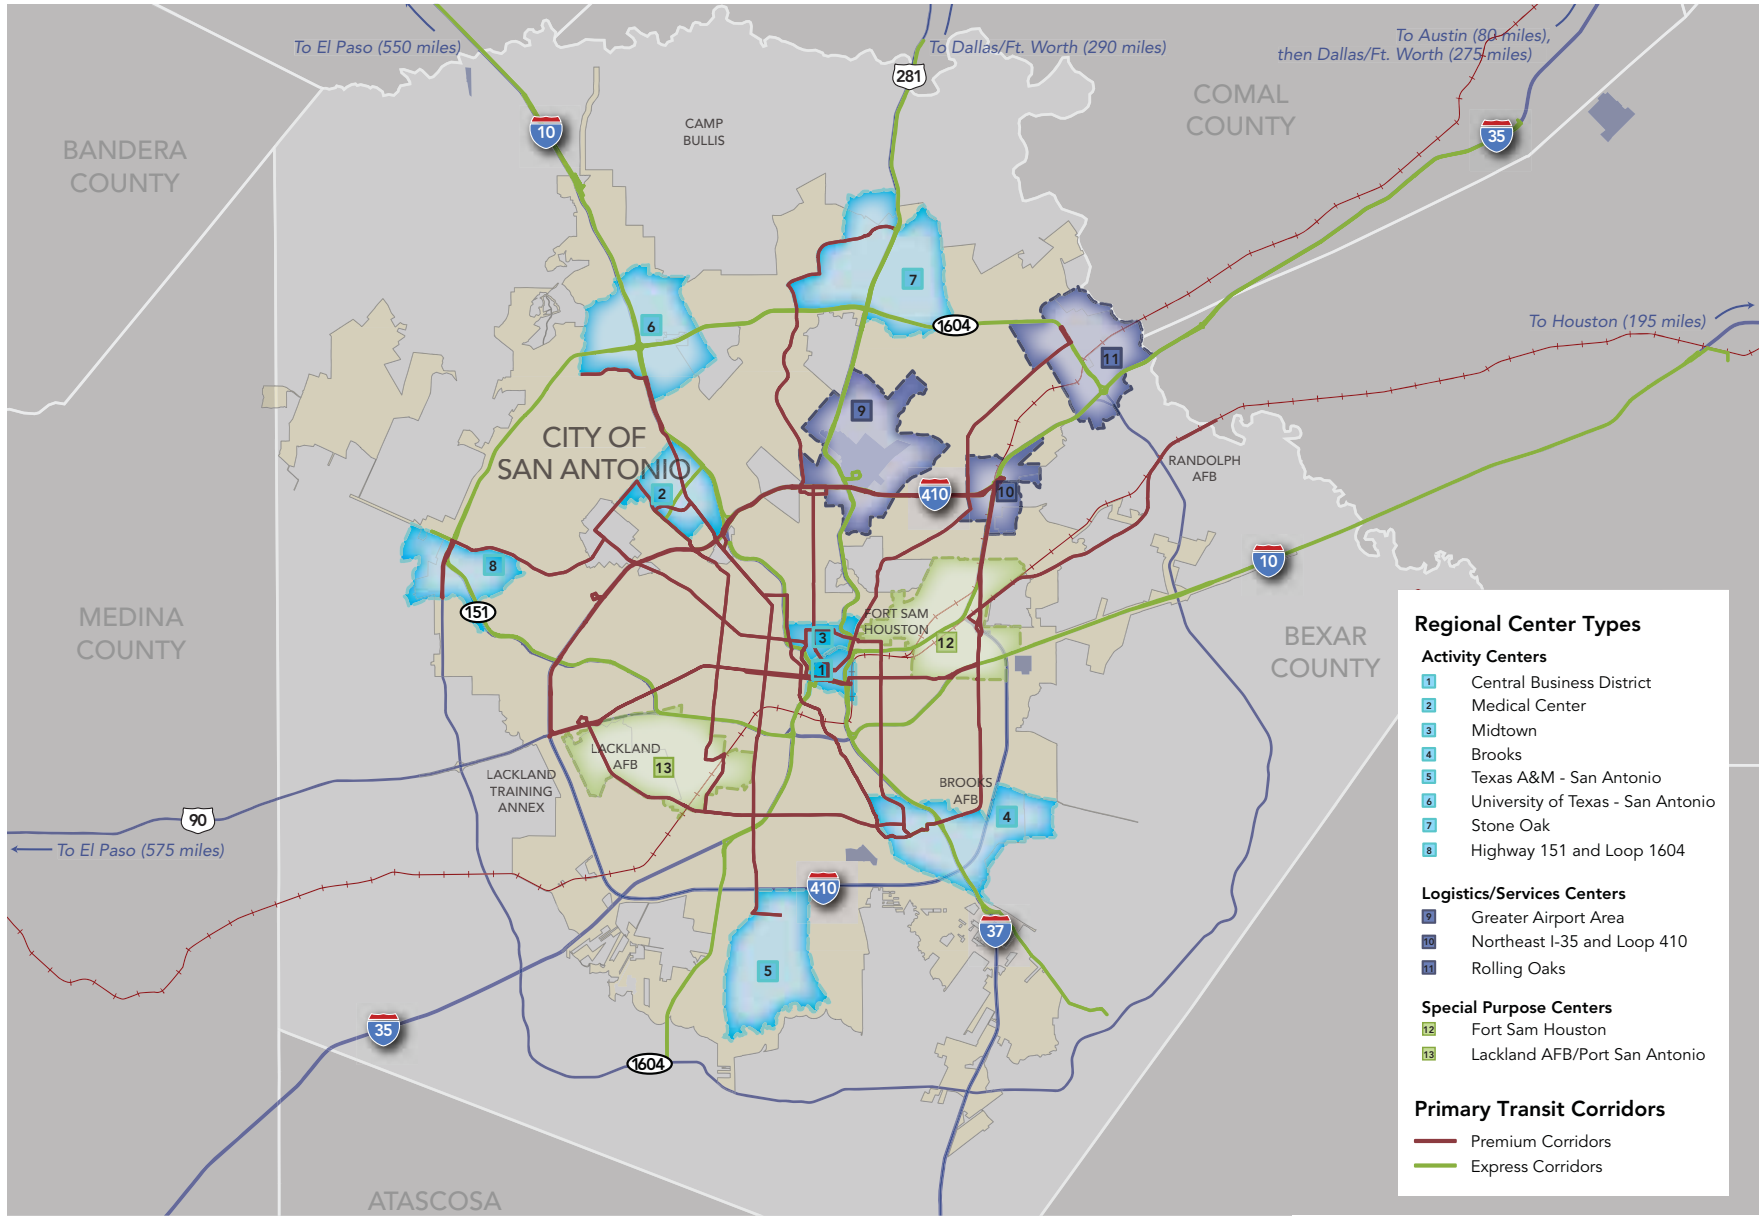 To El Paso (550 miles)
To Dallas/Ft. Worth (290 miles)
To Austin (80 miles),
then Dallas/Ft. Worth (275 miles)
281
COMAL
COUNTY
CAMP
BULLIS
10
35
BANDERA
COUNTY
7
To Houston (195 miles)
6
1604
11
9
CITY OF
SAN ANTONIO
RANDOLPH
AFB
2
410
10
8
10
151
MEDINA
COUNTY
FORT SAM
HOUSTON
3
12
BEXAR
COUNTY
1
LACKLAND
AFB
13
LACKLAND
TRAINING
ANNEX
BROOKS
AFB
4
90
To El Paso (575 miles)
410
37
5
35
1604
ATASCOSA
Regional Center Types
Activity Centers
1 Central Business District
2 Medical Center
3 Midtown
4 Brooks
5 Texas A&M - San Antonio
6 University of Texas - San Antonio
7 Stone Oak
8 Highway 151 and Loop 1604
Logistics/Services Centers
9 Greater Airport Area
10 Northeast I-35 and Loop 410
11 Rolling Oaks
Special Purpose Centers
12 Fort Sam Houston
13 Lackland AFB/Port San Antonio
Primary Transit Corridors
Premium Corridors
Express Corridors